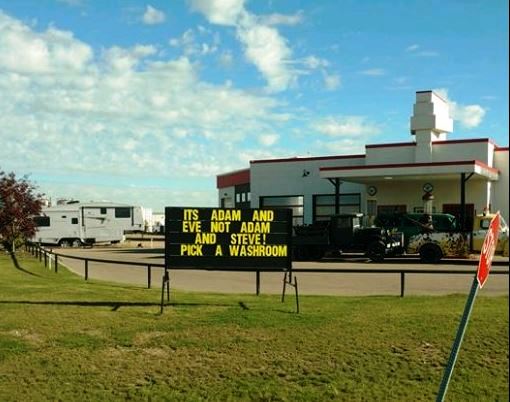 ITS ADAM AND
EVE NOT ADAM
AND STEVE!
PICK A WASHROOM